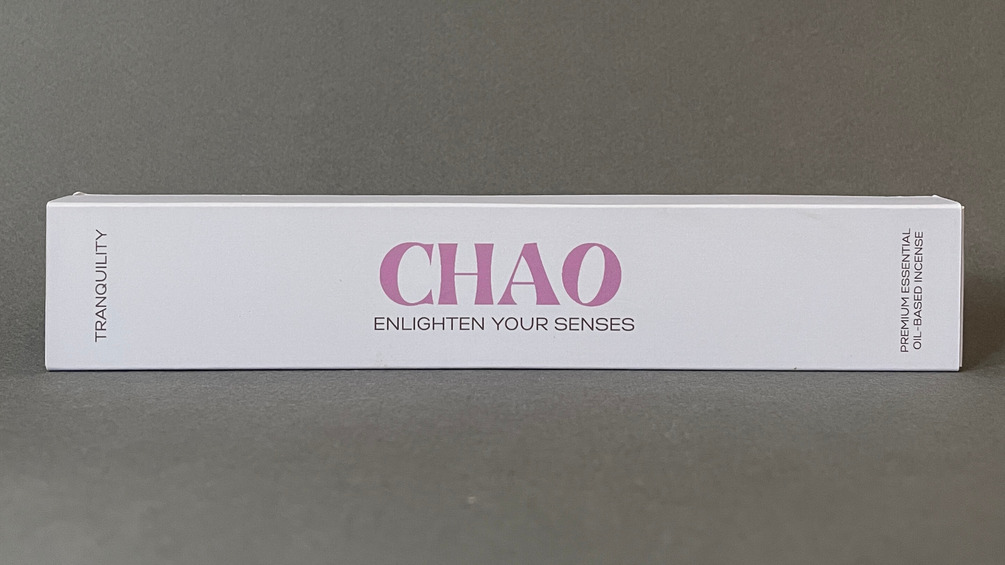 TRANQUILITY
CHAO
ENLIGHTEN YOUR SENSES
PREMIUM ESSENTIAL
OIL-BASED INCENSE